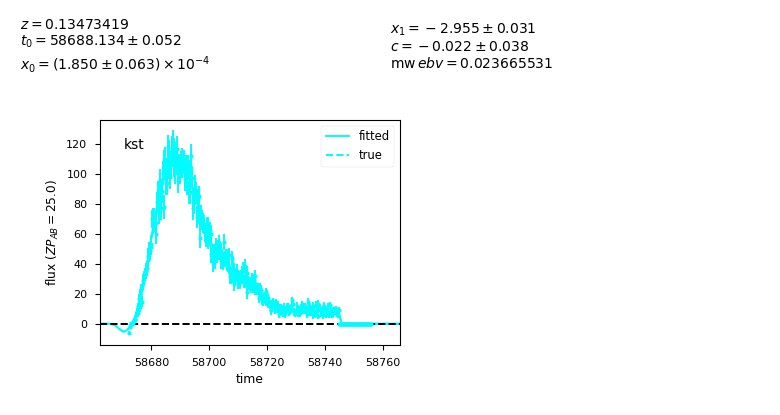 z = 0.13473419
t₀ = 58688.134 ± 0.052
x₀ = (1.850 ± 0.063) × 10⁻⁴
x₁ = −2.955 ± 0.031
c = −0.022 ± 0.038
mw ebv = 0.023665531
kst
fitted
true
flux (ZP_AB = 25.0)
120
100
80
60
40
20
0
58680 58700 58720 58740 58760
time